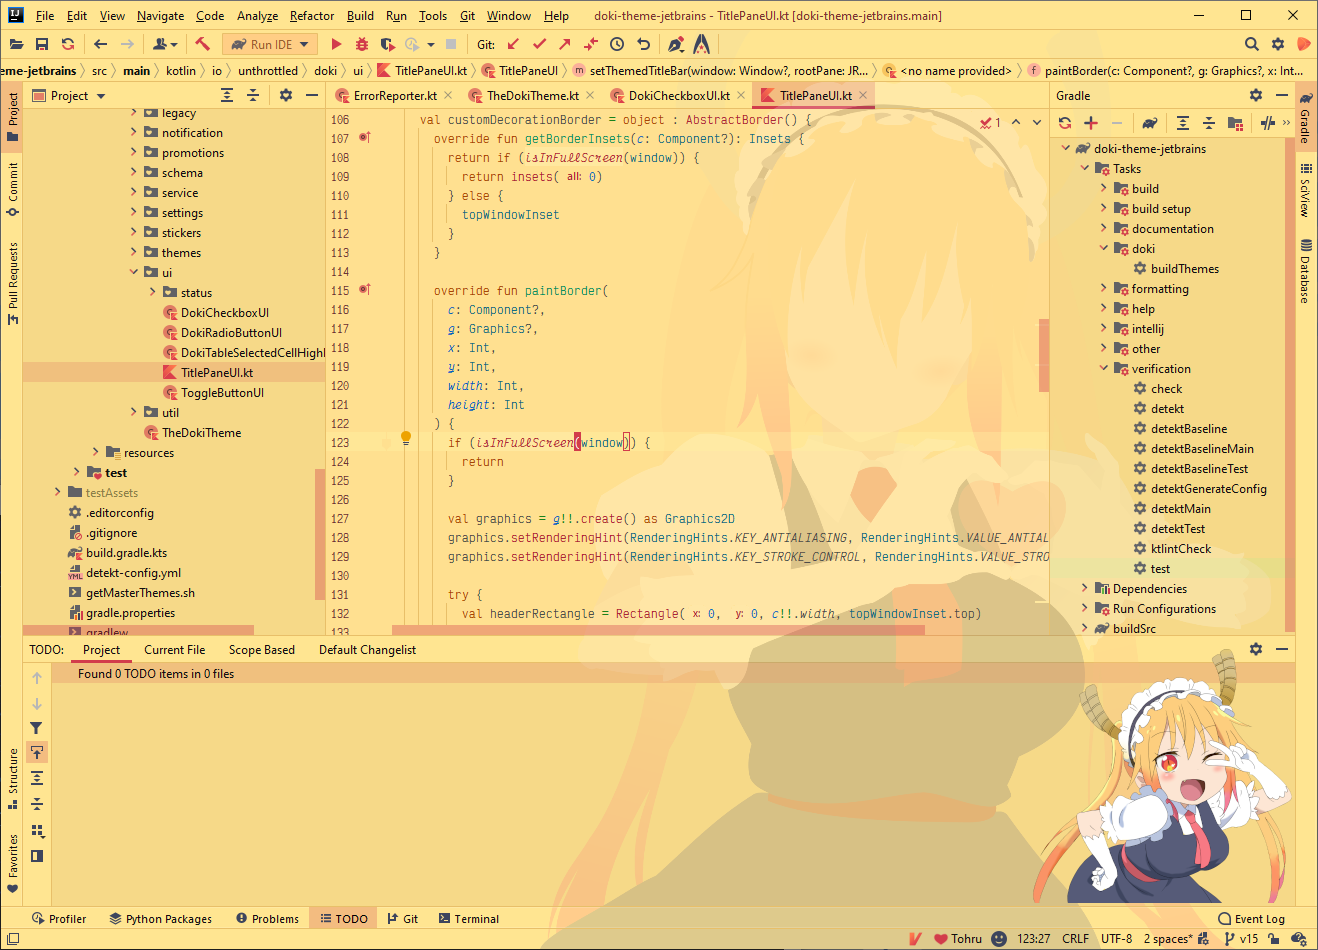 IJ File Edit View Navigate Code Analyze Refactor Build Run Tools Git Window Help doki-theme-jetbrains - TitlePaneUI.kt [doki-theme-jetbrains.main]
Run IDE Git:
eme-jetbrains src main kotlin io unthrottled doki ui TitlePaneUI.kt TitlePaneUI m setThemedTitleBar(window: Window?, rootPane: JR... <no name provided> f paintBorder(c: Component?, g: Graphics?, x: Int...
Project
Commit
Pull Requests
Structure
Favorites
Project
legacy
notification
promotions
schema
service
settings
stickers
themes
ui
status
DokiCheckboxUI
DokiRadioButtonUI
DokiTableSelectedCellHighl
TitlePaneUI.kt
ToggleButtonUI
util
TheDokiTheme
resources
test
testAssets
.editorconfig
.gitignore
build.gradle.kts
detekt-config.yml
getMasterThemes.sh
gradle.properties
gradlew
ErrorReporter.kt TheDokiTheme.kt DokiCheckboxUI.kt TitlePaneUI.kt
1
106 val customDecorationBorder = object : AbstractBorder() {
107 override fun getBorderInsets(c: Component?): Insets {
108 return if (isInFullScreen(window)) {
109 return insets( all: 0)
110 } else {
111 topWindowInset
112 }
113 }
114
115 override fun paintBorder(
116 c: Component?,
117 g: Graphics?,
118 x: Int,
119 y: Int,
120 width: Int,
121 height: Int
122 ) {
123 if (isInFullScreen(window)) {
124 return
125 }
126
127 val graphics = g!!.create() as Graphics2D
128 graphics.setRenderingHint(RenderingHints.KEY_ANTIALIASING, RenderingHints.VALUE_ANTIAL
129 graphics.setRenderingHint(RenderingHints.KEY_STROKE_CONTROL, RenderingHints.VALUE_STRO
130
131 try {
132 val headerRectangle = Rectangle( x: 0, y: 0, c!!.width, topWindowInset.top)
133
Gradle
doki-theme-jetbrains
Tasks
build
build setup
documentation
doki
buildThemes
formatting
help
intellij
other
verification
check
detekt
detektBaseline
detektBaselineMain
detektBaselineTest
detektGenerateConfig
detektMain
detektTest
ktlintCheck
test
Dependencies
Run Configurations
buildSrc
Gradle
SciView
Database
TODO: Project Current File Scope Based Default Changelist
Found 0 TODO items in 0 files
Profiler Python Packages Problems TODO Git Terminal Event Log
Tohru 123:27 CRLF UTF-8 2 spaces* v15